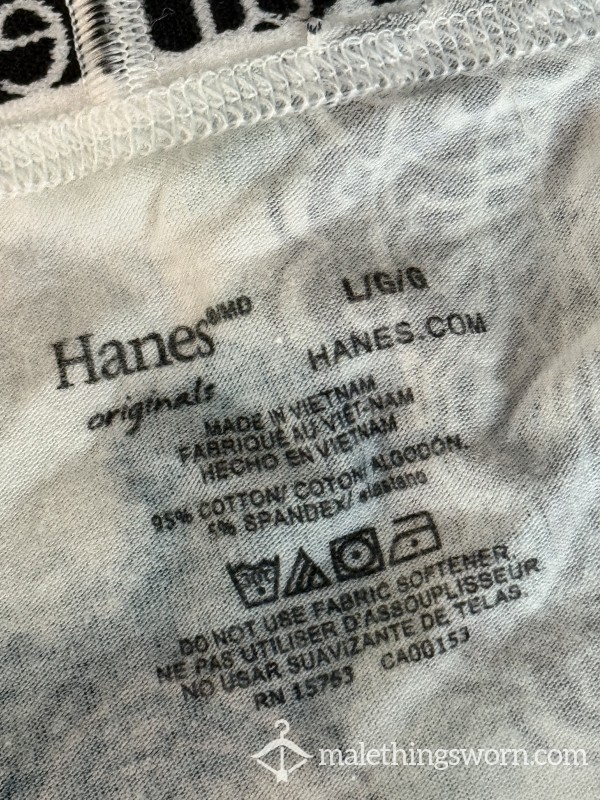 Hanes®/MD
originals
L/G/G
HANES.COM
MADE IN VIETNAM
FABRIQUÉ AU VIET-NAM
HECHO EN VIETNAM
95% COTTON/ COTON/ALGODÓN.
5% SPANDEX/ elastano
30°
DO NOT USE FABRIC SOFTENER.
NE PAS UTILISER D'ASSOUPLISSEUR
NO USAR SUAVIZANTE DE TELAS.
RN 15763 CA00153
malethingsworn.com